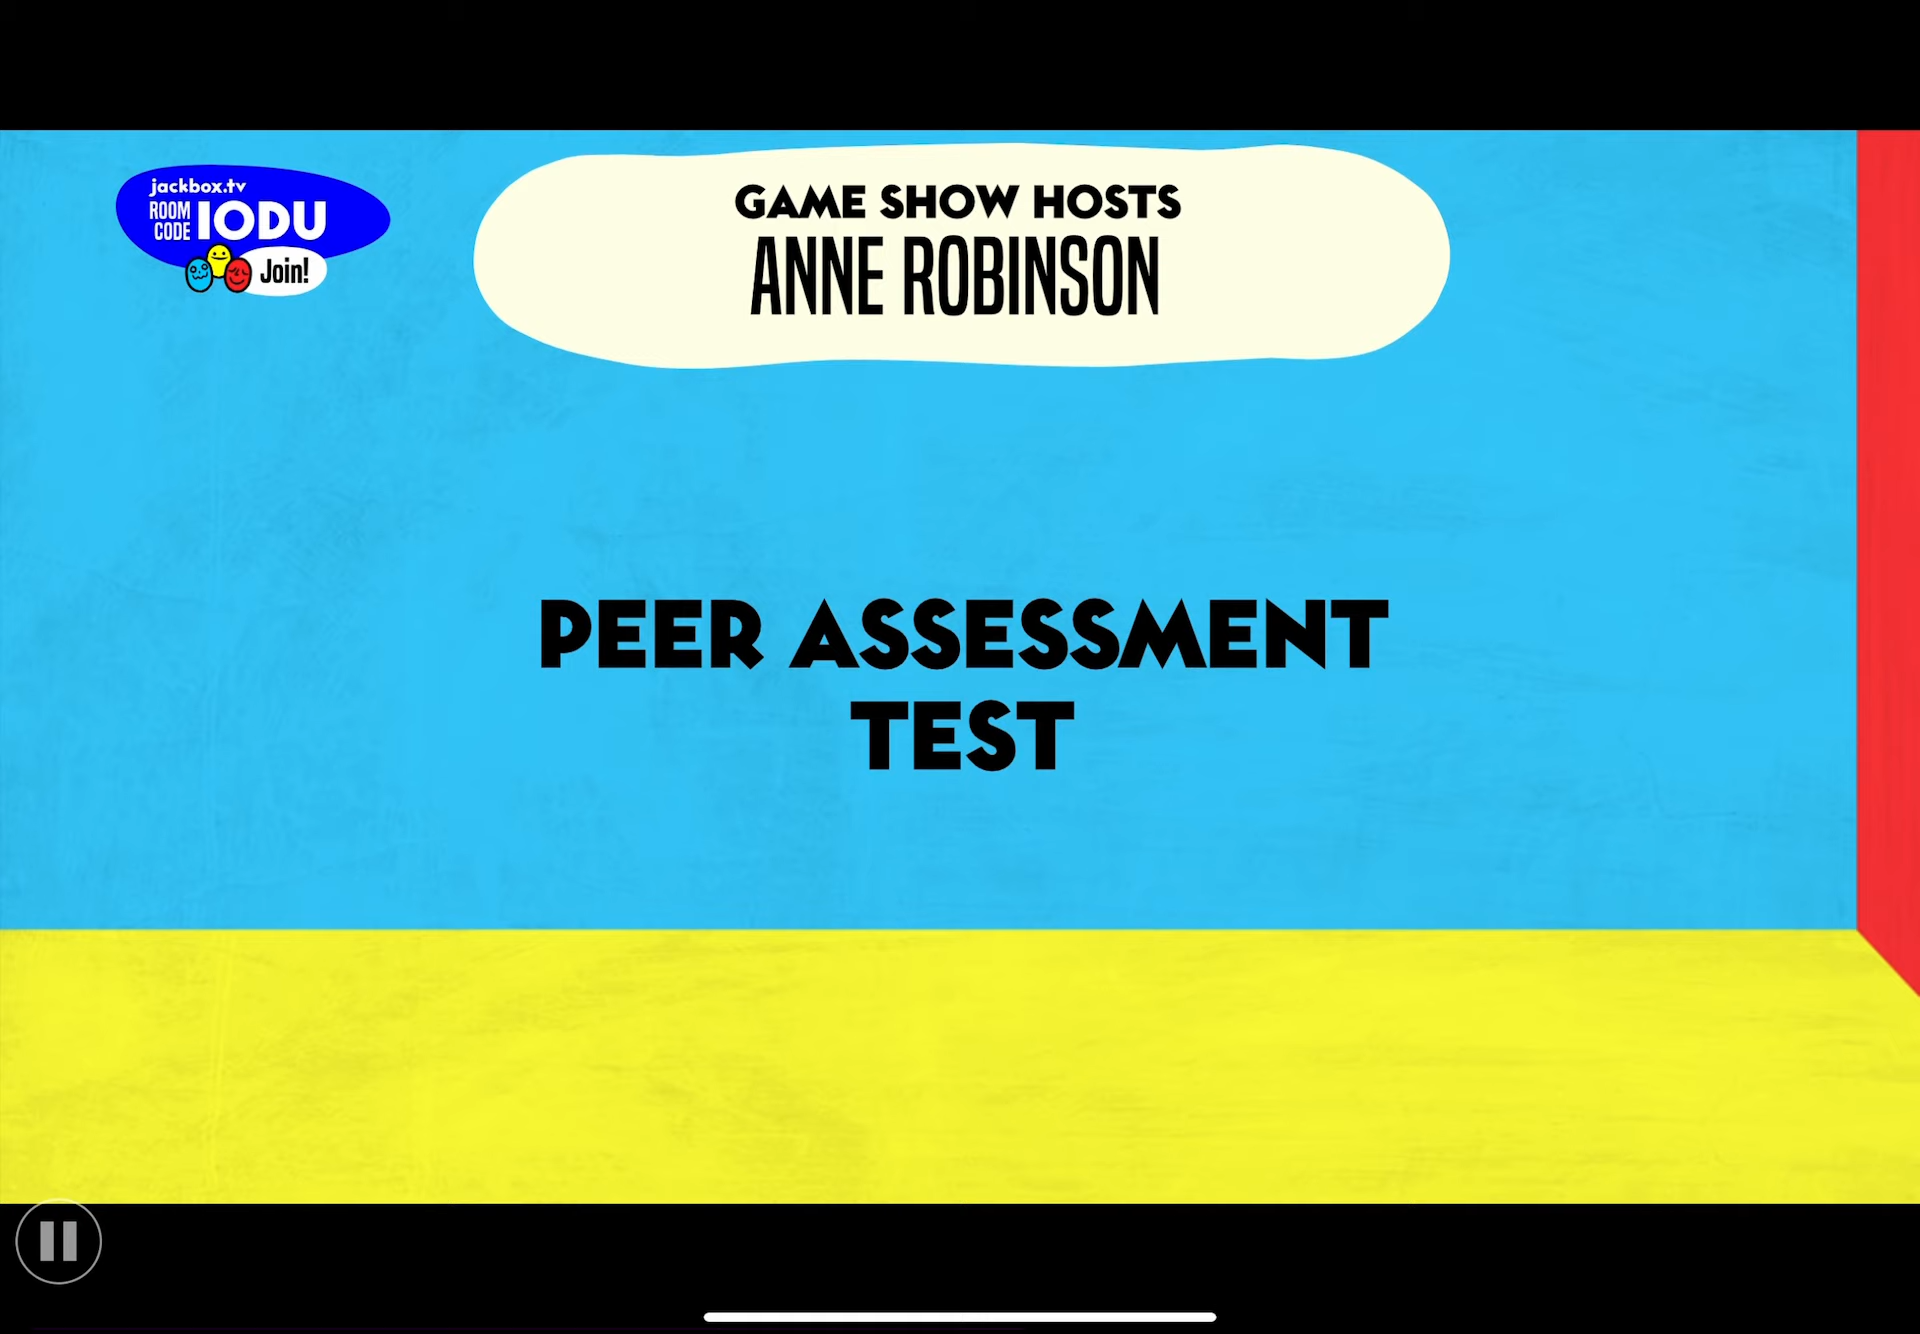 jackbox.tv
ROOM CODE IODU
Join!
GAME SHOW HOSTS
ANNE ROBINSON
PEER ASSESSMENT
TEST